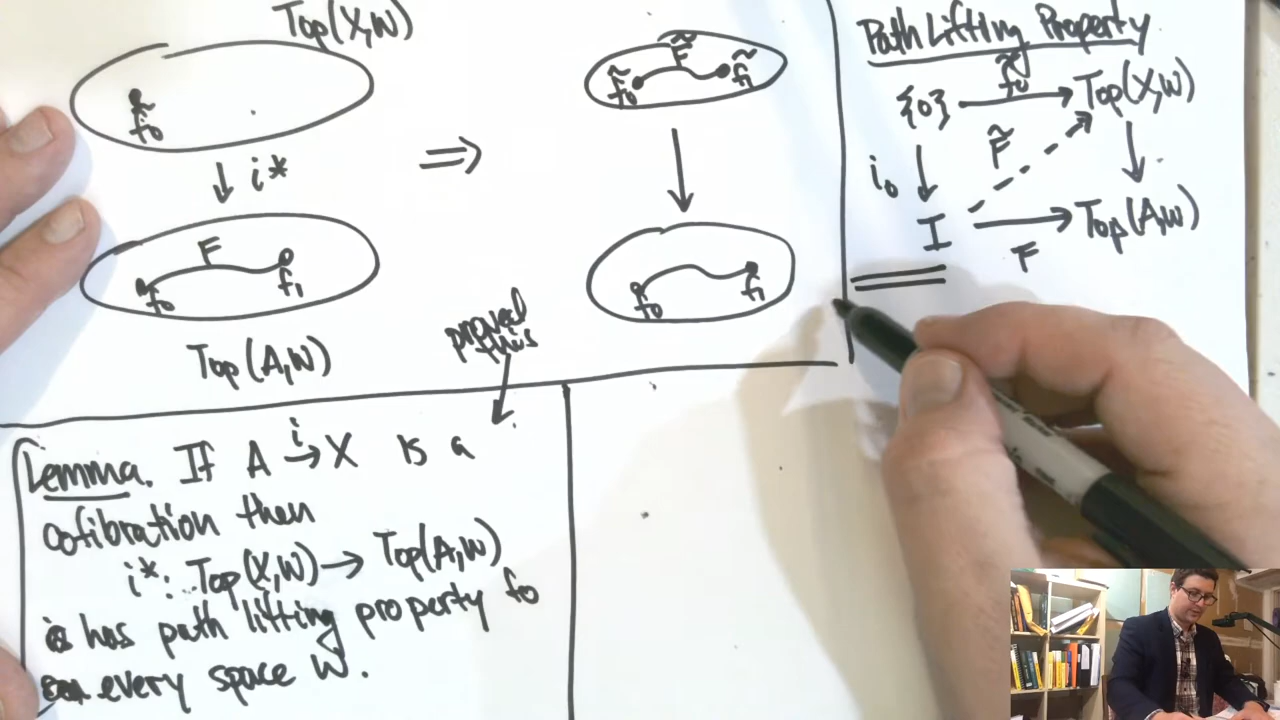 Top(X,W)
f̃0
↓ i*
F
f0 f1
Top(A,W)
⇒
F̃
f̃0 f̃1
f0 f1
Path Lifting Property
{0} f̃0 → Top(X,W)
i0 F̃
I → Top(A,W)
F
proved
this
Lemma. If A i→ X is a
cofibration then
i*: Top(X,W) → Top(A,W)
has path lifting property fo
every space W.